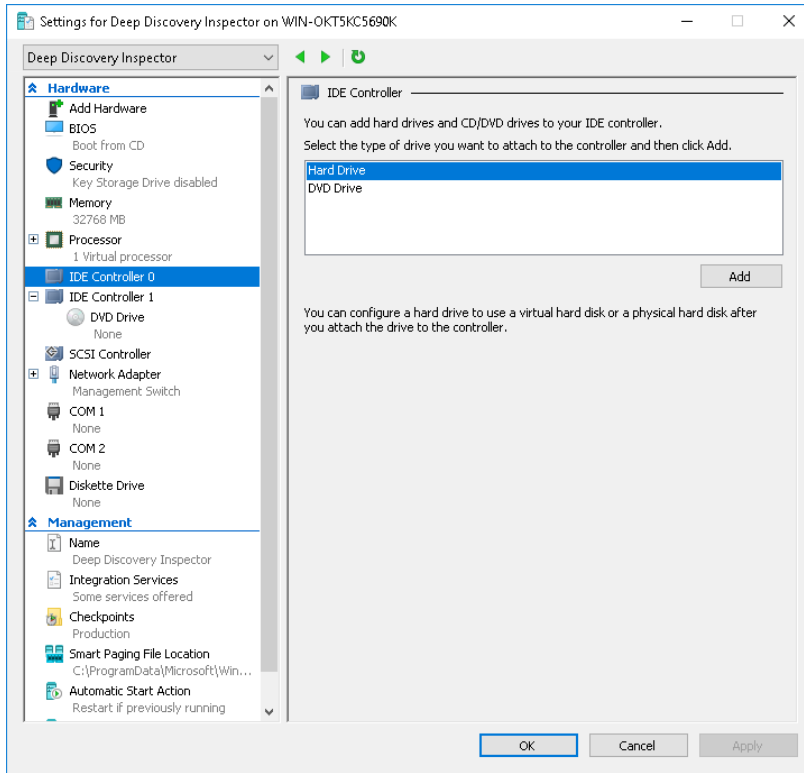 Settings for Deep Discovery Inspector on WIN-OKT5KC5690K
Deep Discovery Inspector
Hardware
Add Hardware
BIOS
Boot from CD
Security
Key Storage Drive disabled
Memory
32768 MB
Processor
1 Virtual processor
IDE Controller 0
IDE Controller 1
DVD Drive
None
SCSI Controller
Network Adapter
Management Switch
COM 1
None
COM 2
None
Diskette Drive
None
Management
Name
Deep Discovery Inspector
Integration Services
Some services offered
Checkpoints
Production
Smart Paging File Location
C:\ProgramData\Microsoft\Win...
Automatic Start Action
Restart if previously running
IDE Controller
You can add hard drives and CD/DVD drives to your IDE controller.
Select the type of drive you want to attach to the controller and then click Add.
Hard Drive
DVD Drive
Add
You can configure a hard drive to use a virtual hard disk or a physical hard disk after
you attach the drive to the controller.
OK
Cancel
Apply